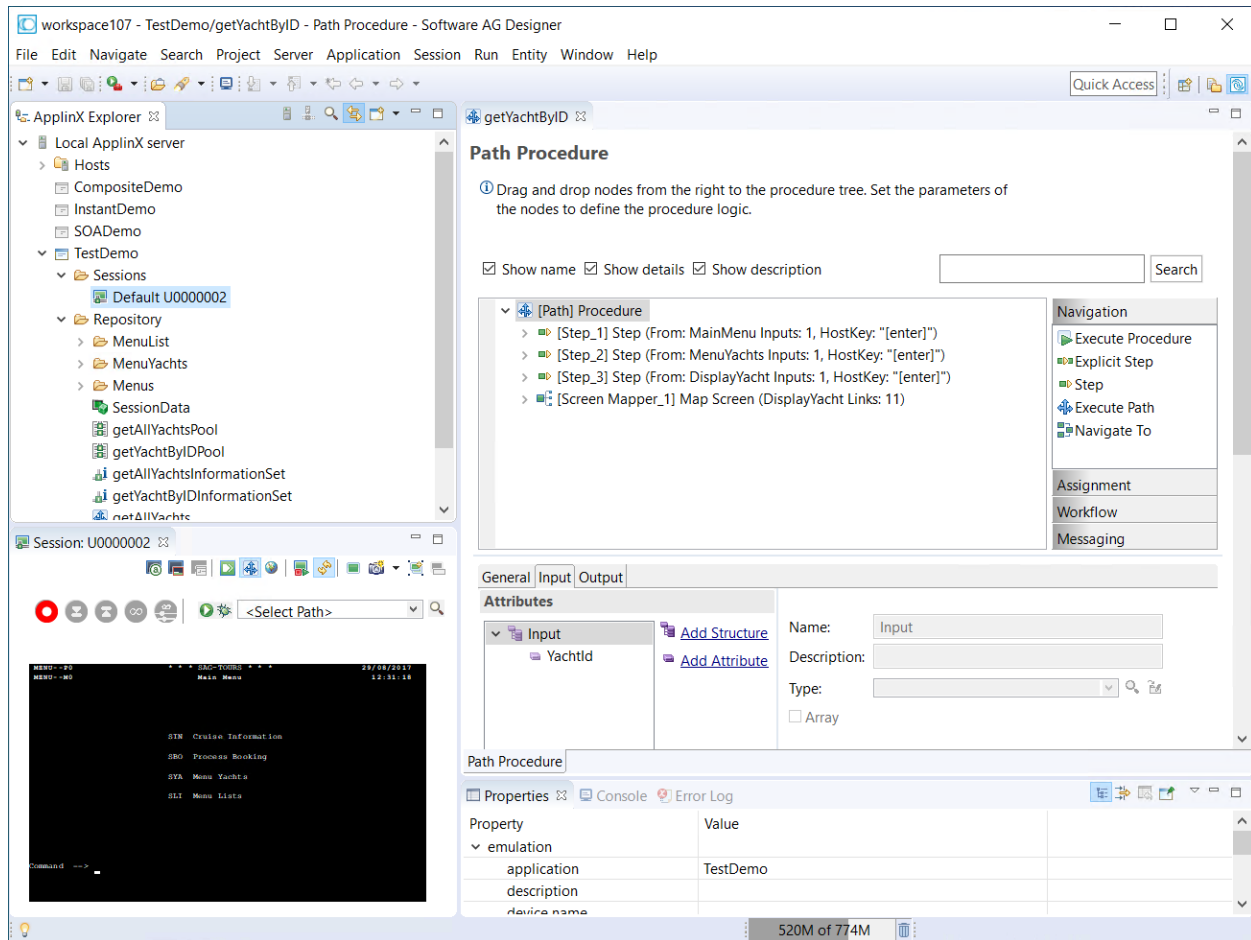 workspace107 - TestDemo/getYachtByID - Path Procedure - Software AG Designer
File Edit Navigate Search Project Server Application Session Run Entity Window Help
Quick Access
ApplinX Explorer
Local ApplinX server
Hosts
CompositeDemo
InstantDemo
SOADemo
TestDemo
Sessions
Default U0000002
Repository
MenuList
MenuYachts
Menus
SessionData
getAllYachtsPool
getYachtByIDPool
getAllYachtsInformationSet
getYachtByIDInformationSet
getAllYachts
Session: U0000002
<Select Path>
MENU--P0 * * * SAG-TOURS * * * 29/08/2017
MENU--M0 Main Menu 12:31:18
STN Cruise Information
SBO Process Booking
SYA Menu Yachts
SLI Menu Lists
Command -->
getYachtByID
Path Procedure
Drag and drop nodes from the right to the procedure tree. Set the parameters of
the nodes to define the procedure logic.
Show name Show details Show description
Search
[Path] Procedure
[Step_1] Step (From: MainMenu Inputs: 1, HostKey: "[enter]")
[Step_2] Step (From: MenuYachts Inputs: 1, HostKey: "[enter]")
[Step_3] Step (From: DisplayYacht Inputs: 1, HostKey: "[enter]")
[Screen Mapper_1] Map Screen (DisplayYacht Links: 11)
Navigation
Execute Procedure
Explicit Step
Step
Execute Path
Navigate To
Assignment
Workflow
Messaging
General Input Output
Attributes
Input
YachtId
Add Structure
Add Attribute
Name: Input
Description:
Type:
Array
Path Procedure
Properties Console Error Log
Property Value
emulation
application TestDemo
description
device name
520M of 774M